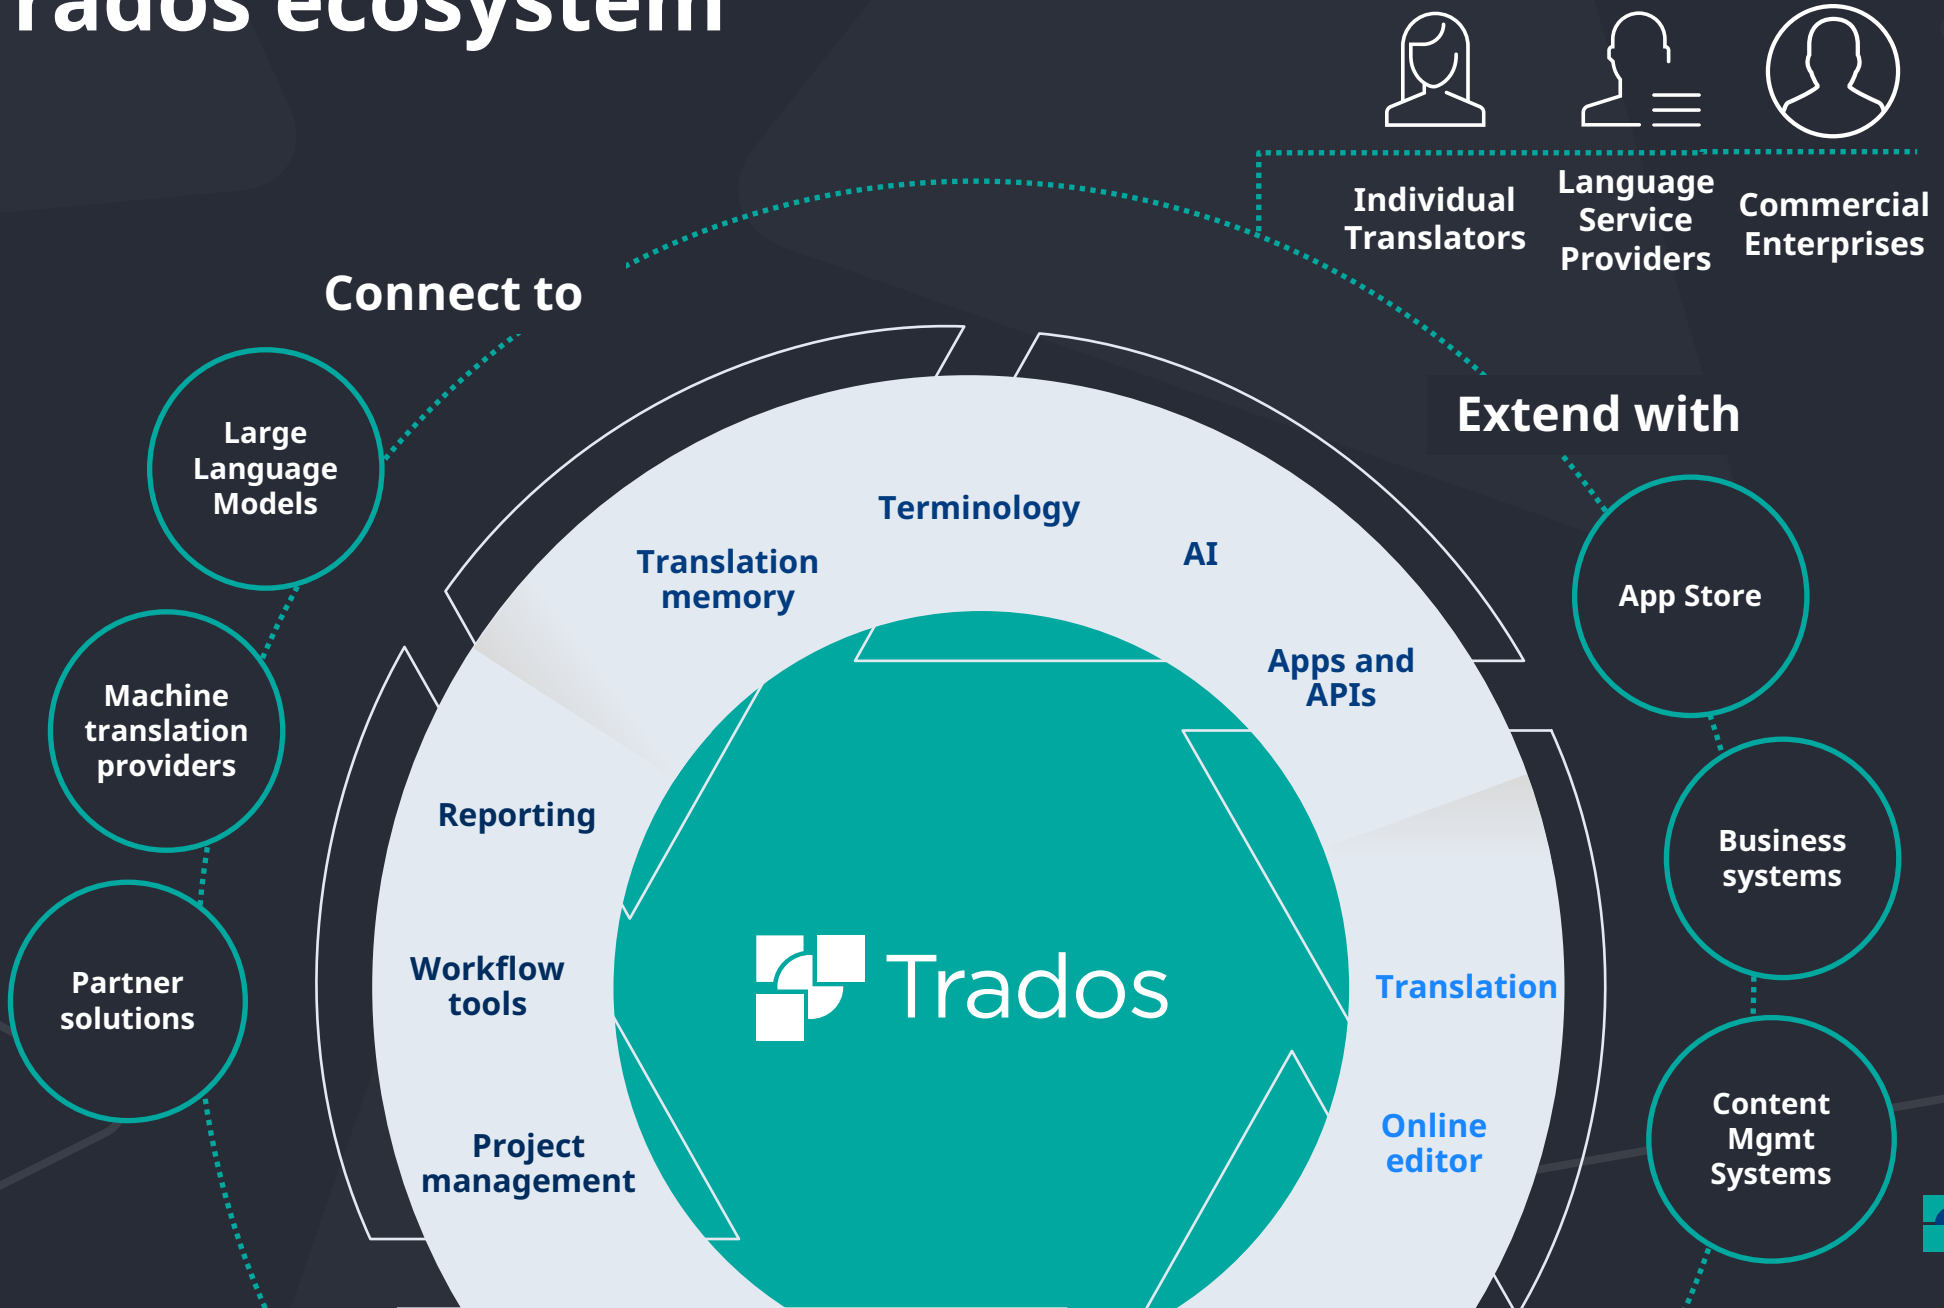 rados ecosystem
Individual
Translators
Language
Service
Providers
Commercial
Enterprises
Connect to
Extend with
Large
Language
Models
Machine
translation
providers
Partner
solutions
Terminology
Translation
memory
AI
Apps and
APIs
Reporting
Workflow
tools
Project
management
Trados
Translation
Online
editor
App Store
Business
systems
Content
Mgmt
Systems